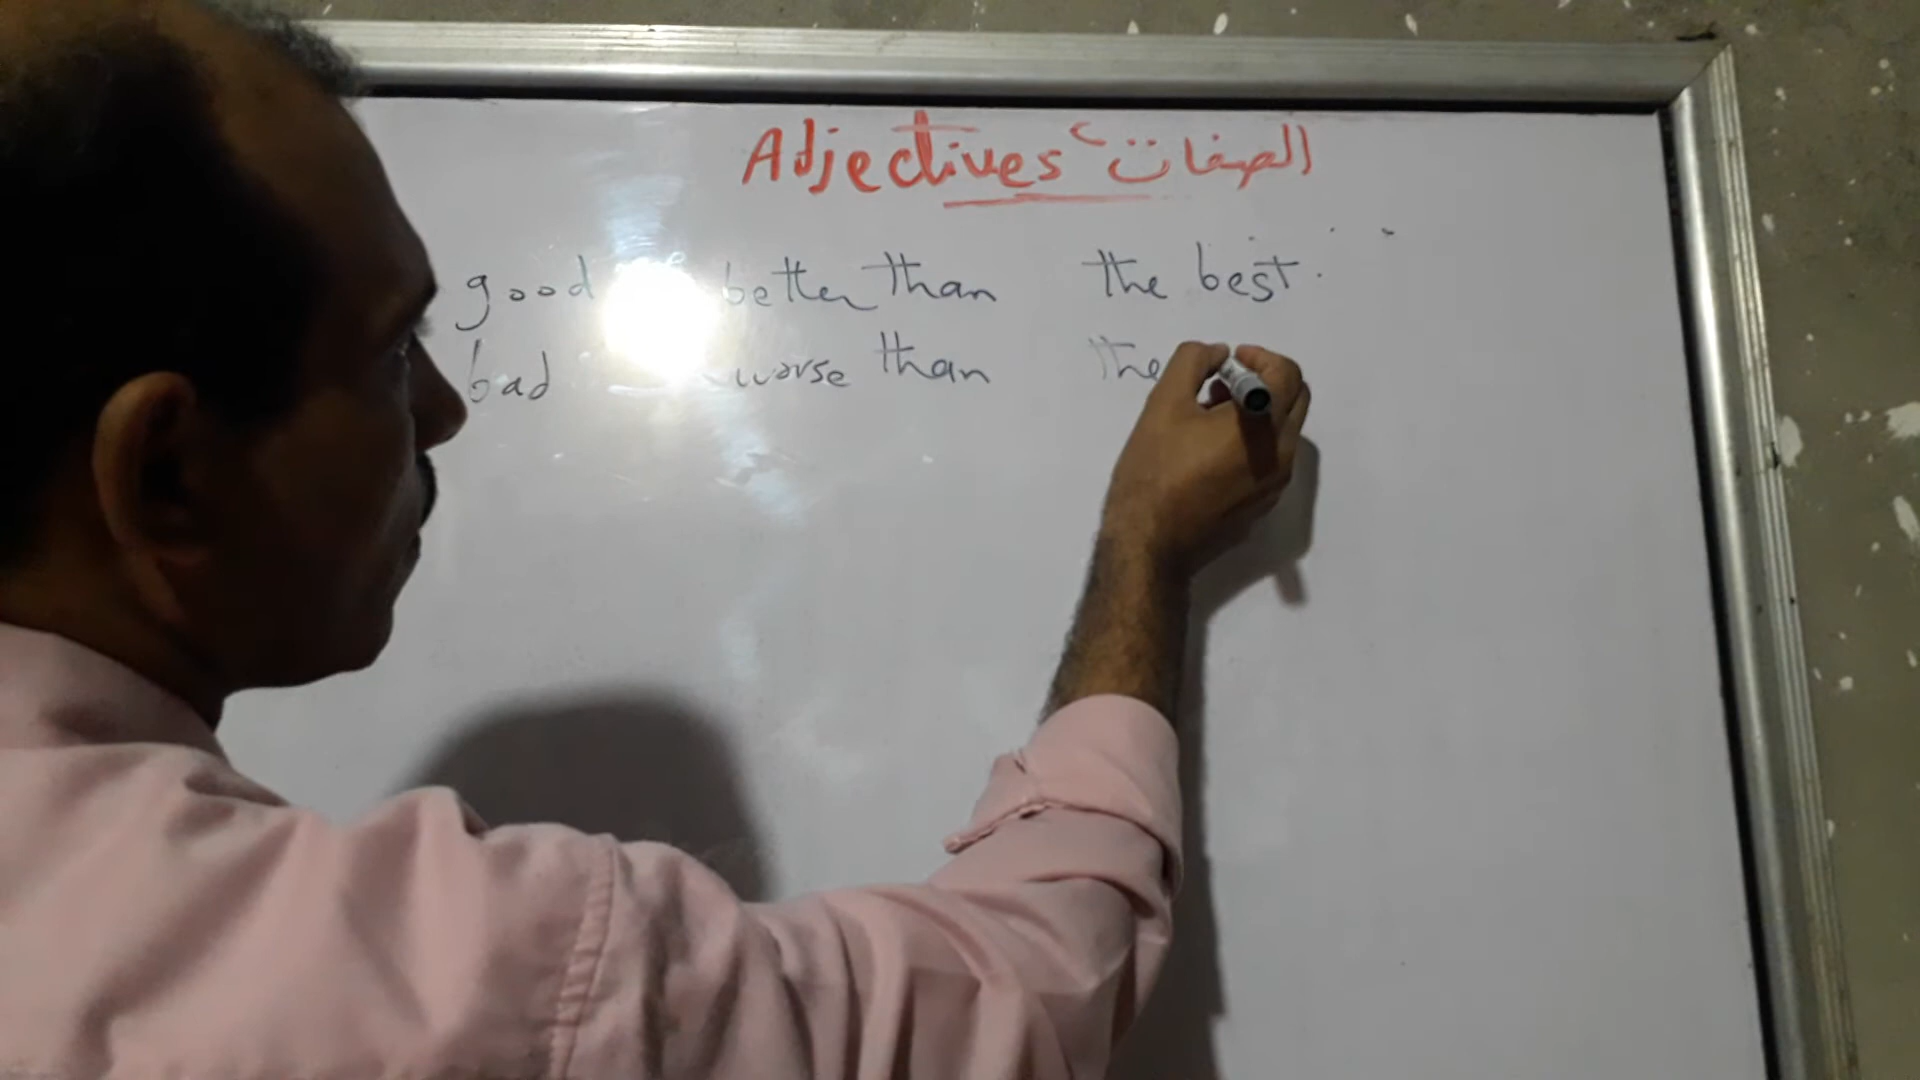 Adjectives الصفات
good better than the best.
bad worse than the